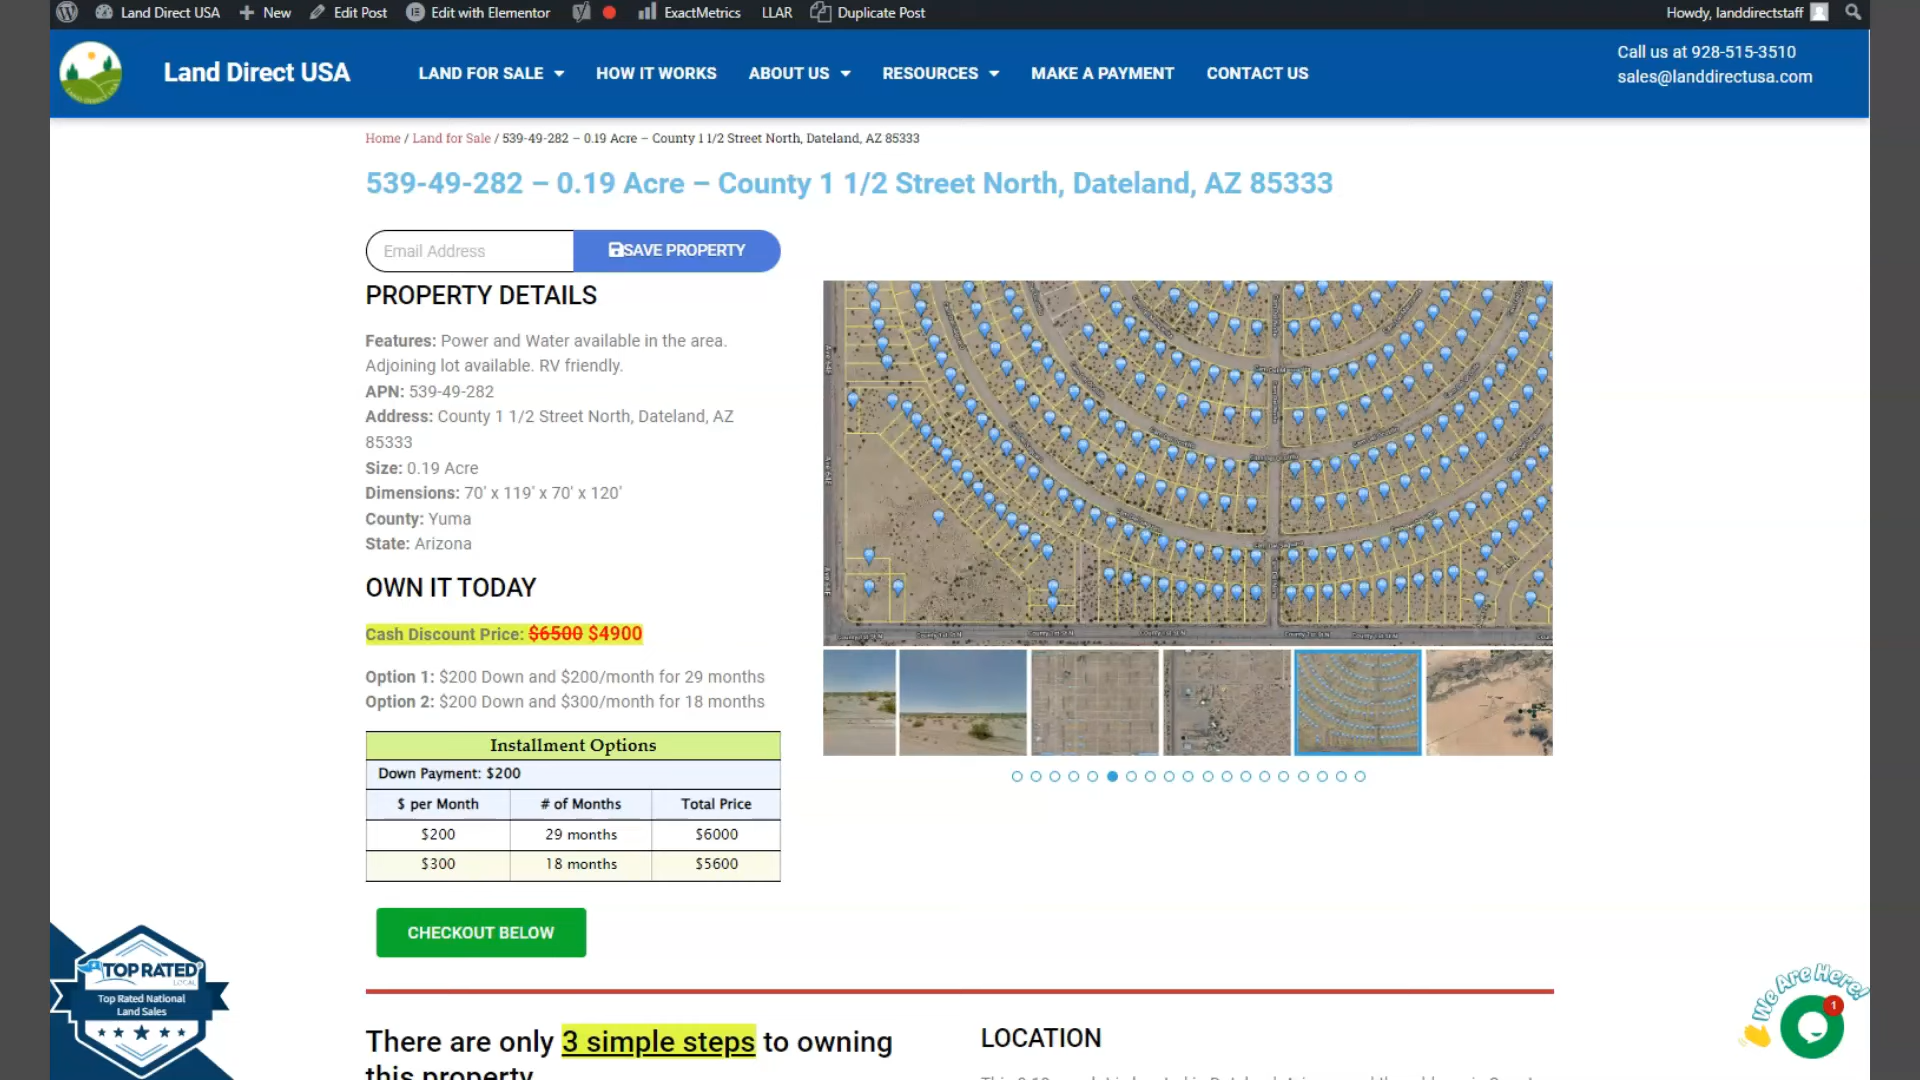 Land Direct USA New Edit Post Edit with Elementor ExactMetrics LLAR Duplicate Post Howdy, landdirectstaff
Land Direct USA
LAND FOR SALE HOW IT WORKS ABOUT US RESOURCES MAKE A PAYMENT CONTACT US
Call us at 928-515-3510
sales@landdirectusa.com
Home / Land for Sale / 539-49-282 – 0.19 Acre – County 1 1/2 Street North, Dateland, AZ 85333
539-49-282 – 0.19 Acre – County 1 1/2 Street North, Dateland, AZ 85333
Email Address SAVE PROPERTY
PROPERTY DETAILS
Features: Power and Water available in the area.
Adjoining lot available. RV friendly.
APN: 539-49-282
Address: County 1 1/2 Street North, Dateland, AZ
85333
Size: 0.19 Acre
Dimensions: 70' x 119' x 70' x 120'
County: Yuma
State: Arizona
OWN IT TODAY
Cash Discount Price: $6500 $4900
Option 1: $200 Down and $200/month for 29 months
Option 2: $200 Down and $300/month for 18 months
Installment Options
Down Payment: $200
$ per Month # of Months Total Price
$200 29 months $6000
$300 18 months $5600
CHECKOUT BELOW
TOP RATED
LOCAL
Top Rated National
Land Sales
We Are Here!
1
There are only 3 simple steps to owning
this property
LOCATION